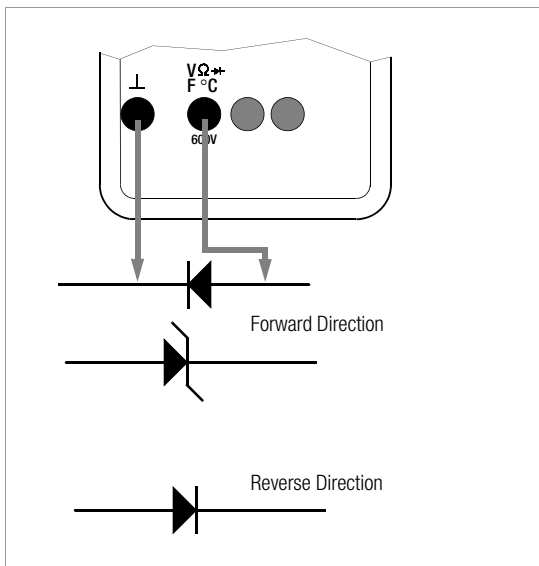 ⊥
VΩ
F °C
600V
Forward Direction
Reverse Direction